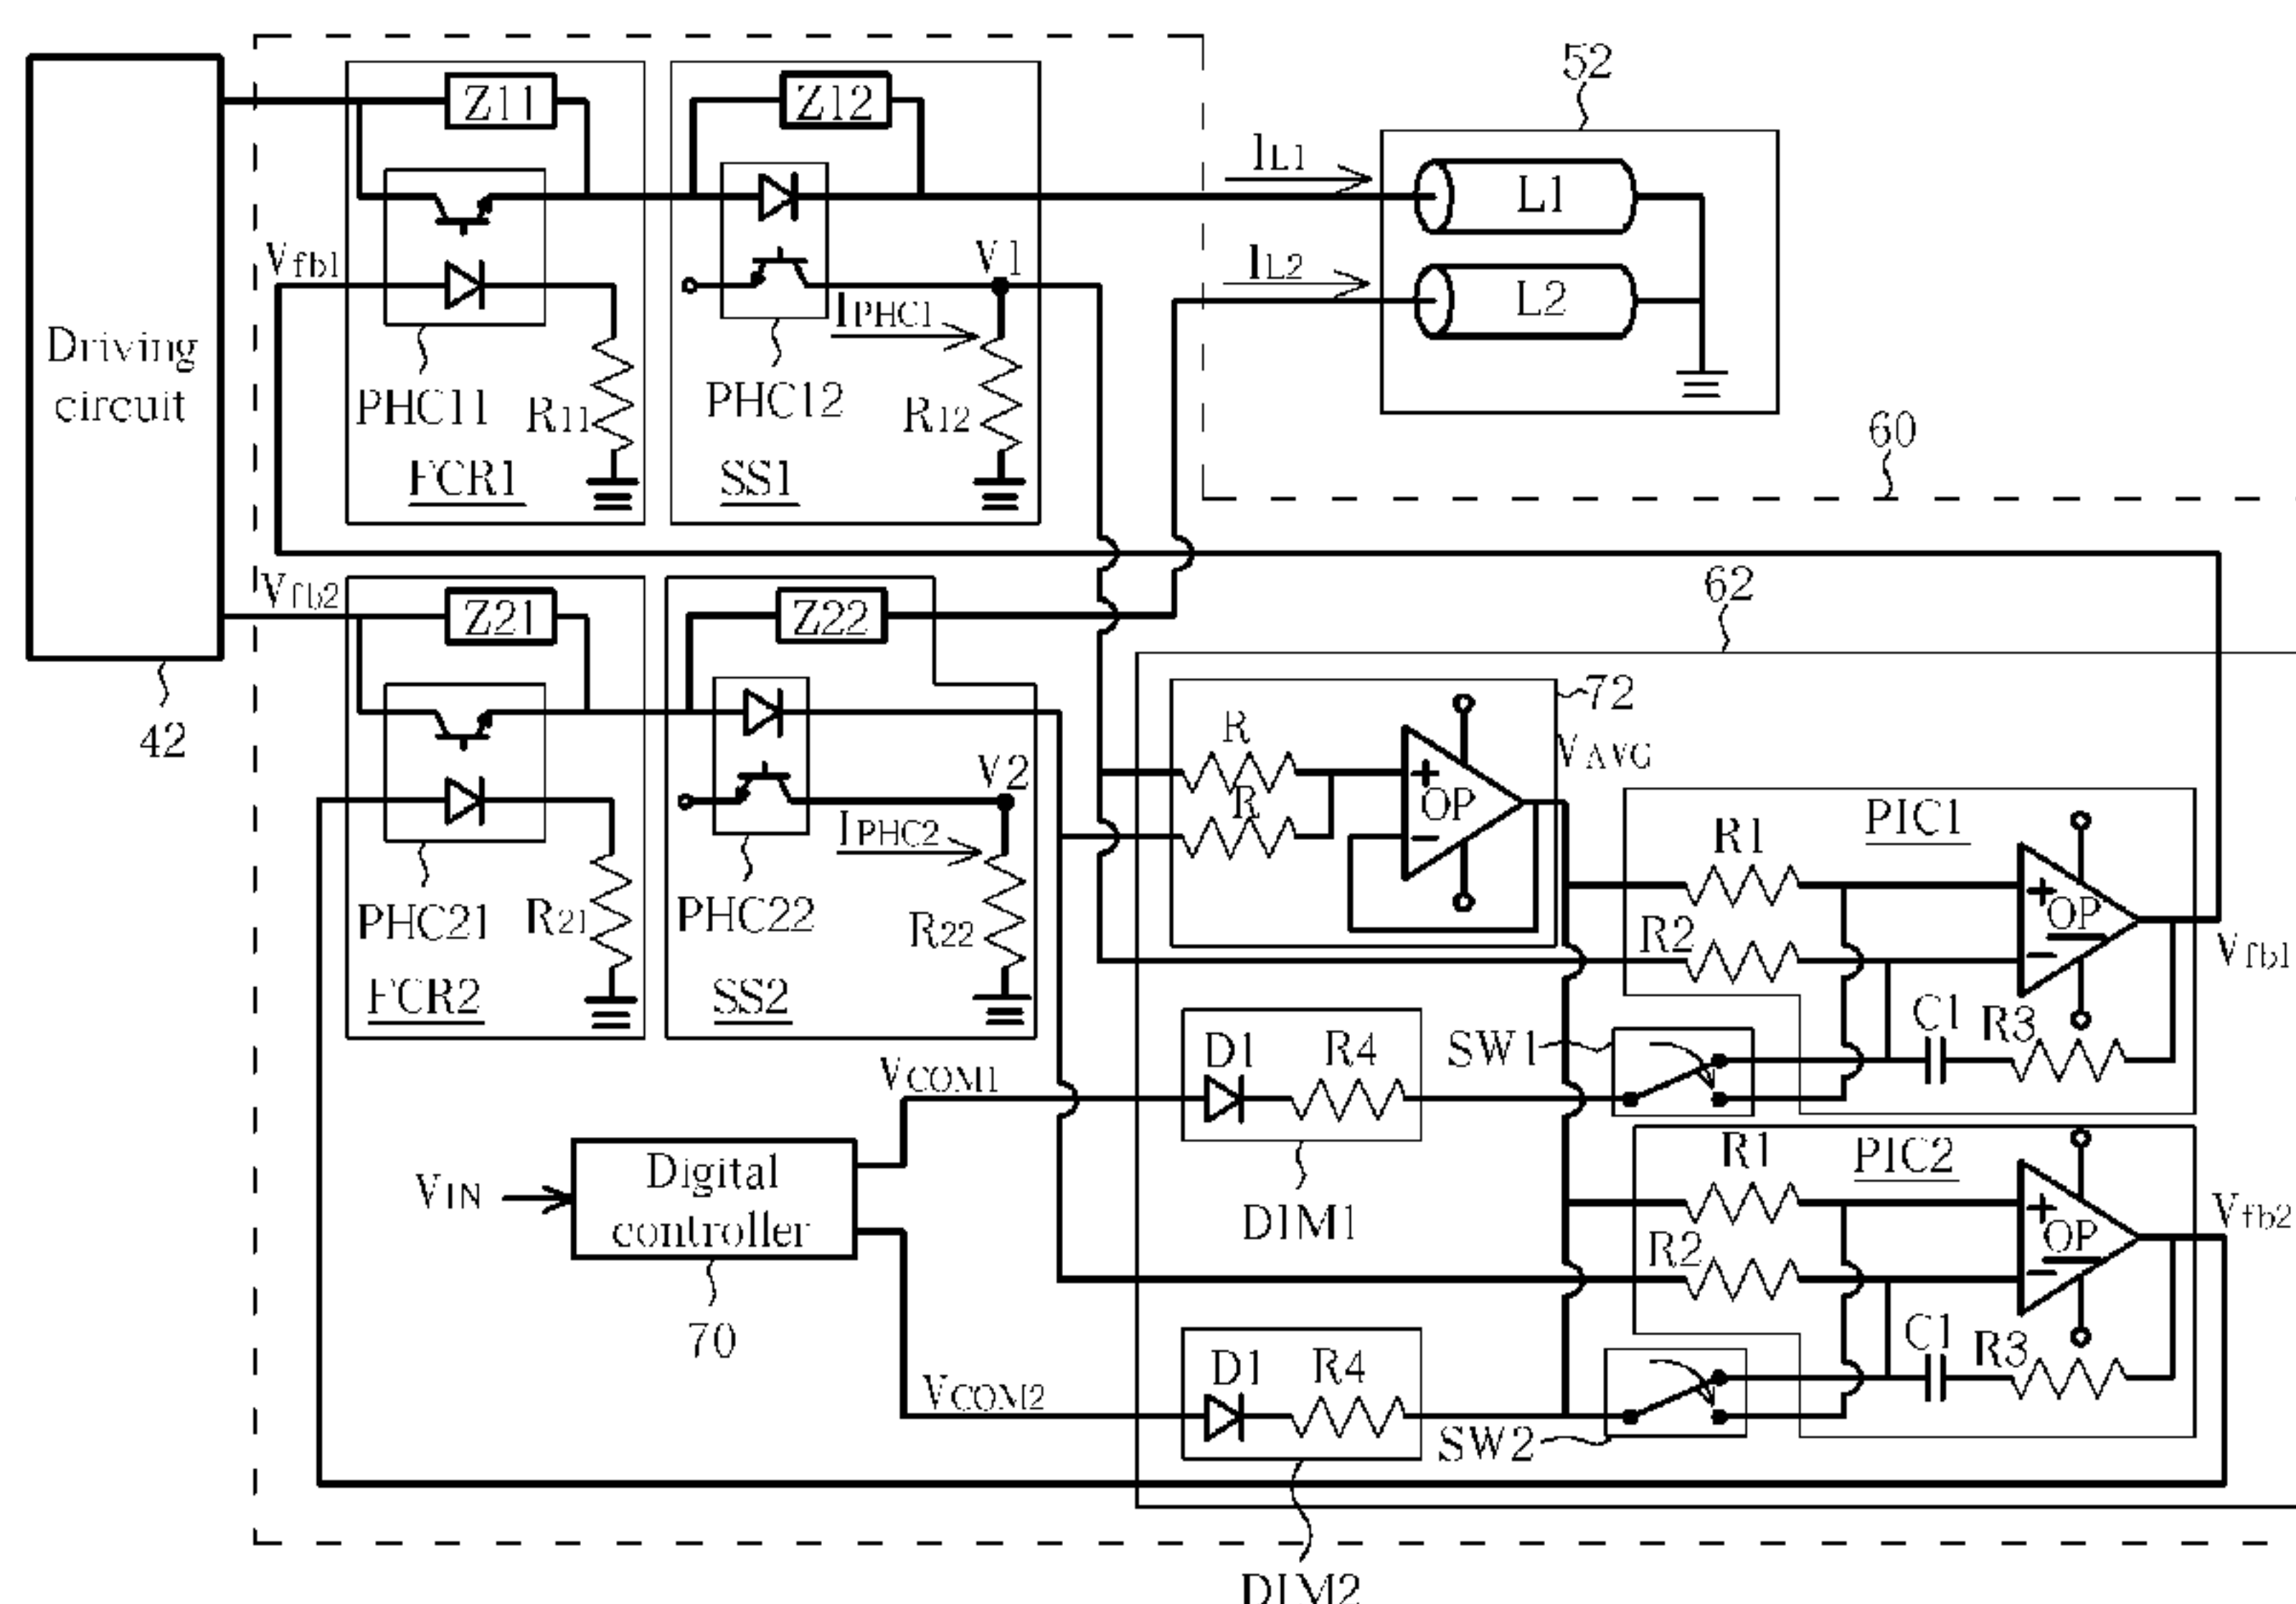 Driving
circuit
42
Z11
Vfb1
PHC11
R11
FCR1
Z12
V1
IPHC1
PHC12
R12
SS1
IL1
IL2
52
L1
L2
60
Vfb2
Z21
PHC21
R21
FCR2
Z22
V2
IPHC2
PHC22
R22
SS2
62
72
R
R
+
OP
−
VAVG
PIC1
R1
R2
+
OP
−
Vfb1
C1
R3
SW1
D1
R4
DIM1
VCOM1
VIN
Digital
controller
70
VCOM2
PIC2
R1
R2
+
OP
−
Vfb2
C1
R3
SW2
D1
R4
DIM2